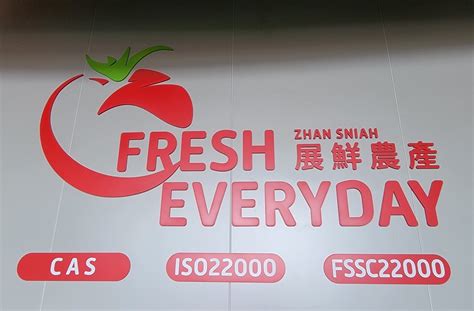 FRESH
ZHAN SNIAH
展鮮農產
EVERYDAY
CAS
ISO22000
FSSC22000